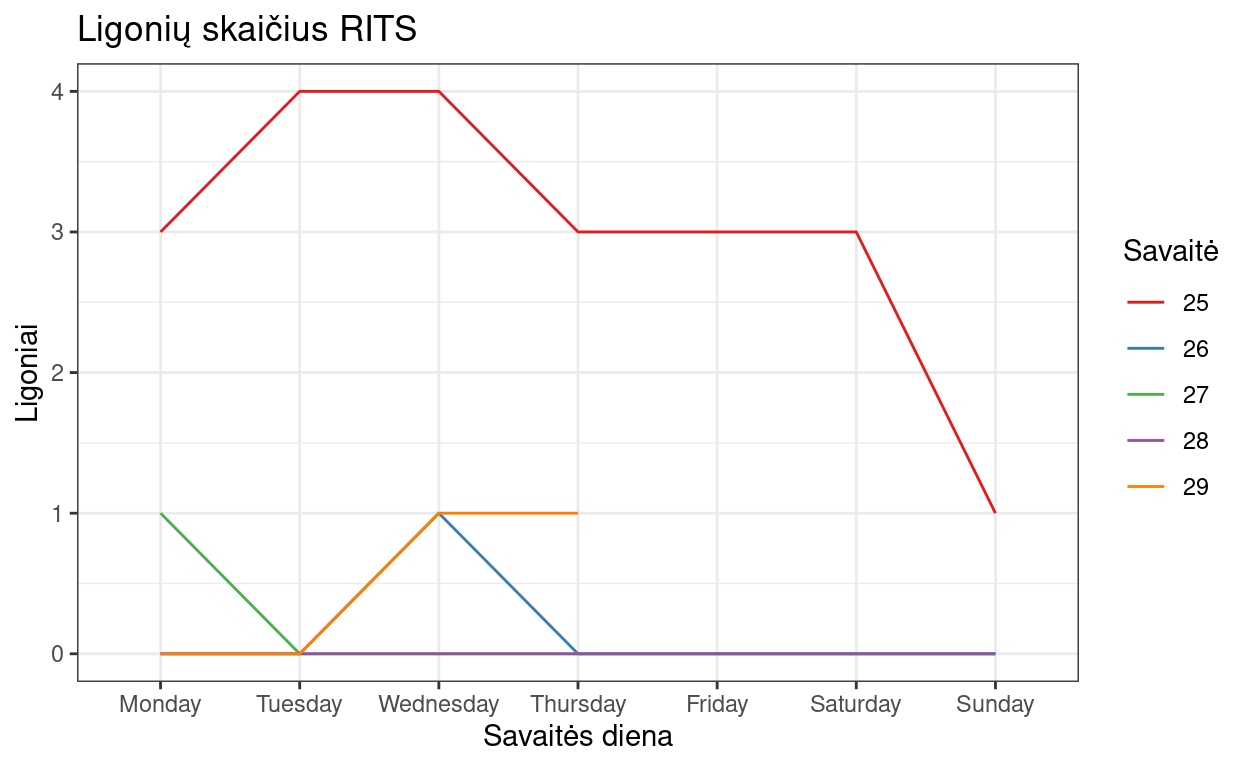 Ligonių skaičius RITS
Ligoniai
4
3
2
1
0
Monday Tuesday Wednesday Thursday Friday Saturday Sunday
Savaitės diena
Savaitė
25
26
27
28
29